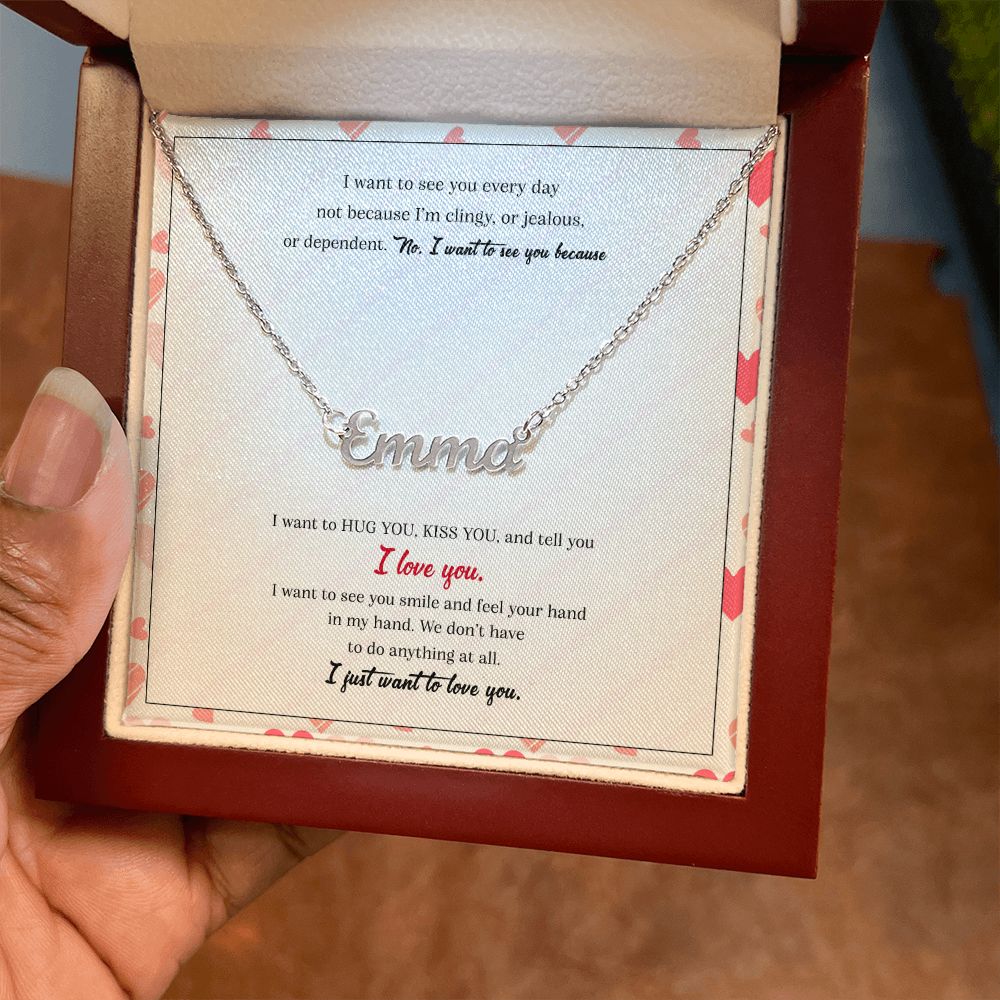 I want to see you every day
not because I'm clingy, or jealous,
or dependent. No. I want to see you because
Emma
I want to HUG YOU, KISS YOU, and tell you
I love you.
I want to see you smile and feel your hand
in my hand. We don't have
to do anything at all.
I just want to love you.